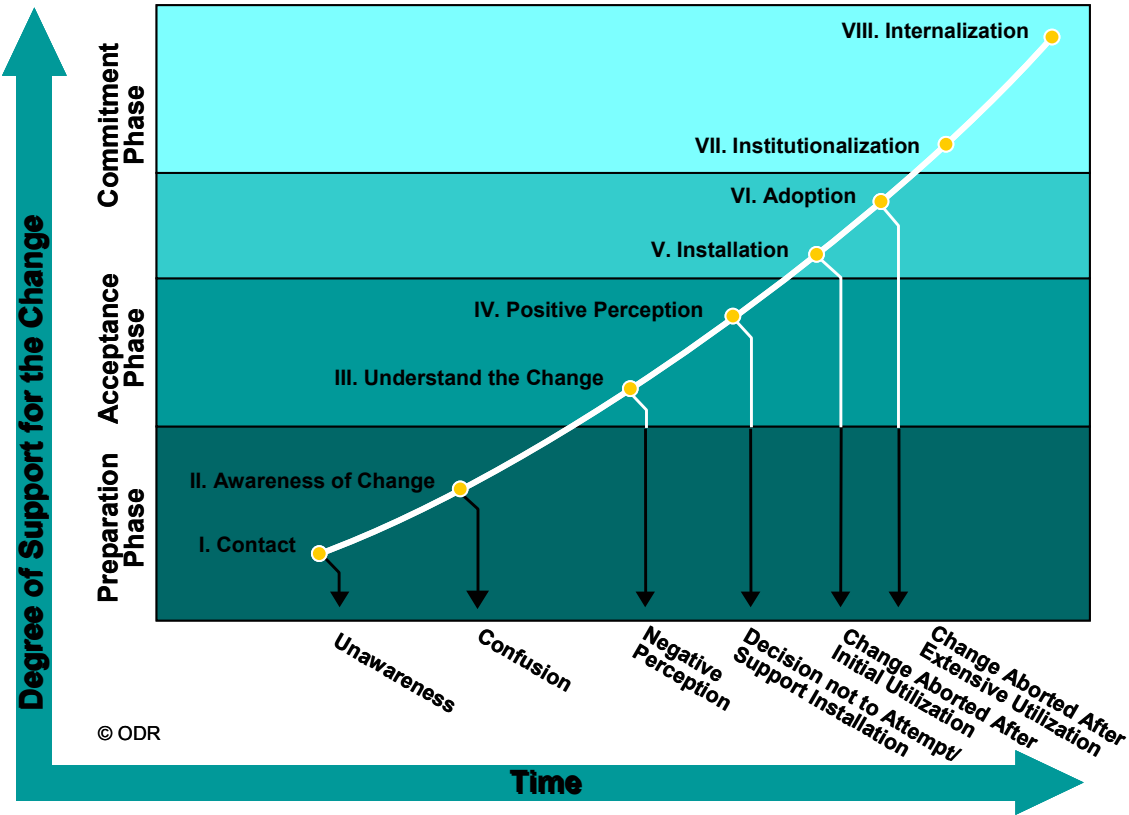 Degree of Support for the Change
Commitment
Phase
Acceptance
Phase
Preparation
Phase
VIII. Internalization
VII. Institutionalization
VI. Adoption
V. Installation
IV. Positive Perception
III. Understand the Change
II. Awareness of Change
I. Contact
Unawareness
Confusion
Negative
Perception
Decision not to Attempt/
Support Installation
Change Aborted After
Initial Utilization
Change Aborted After
Extensive Utilization
© ODR
Time